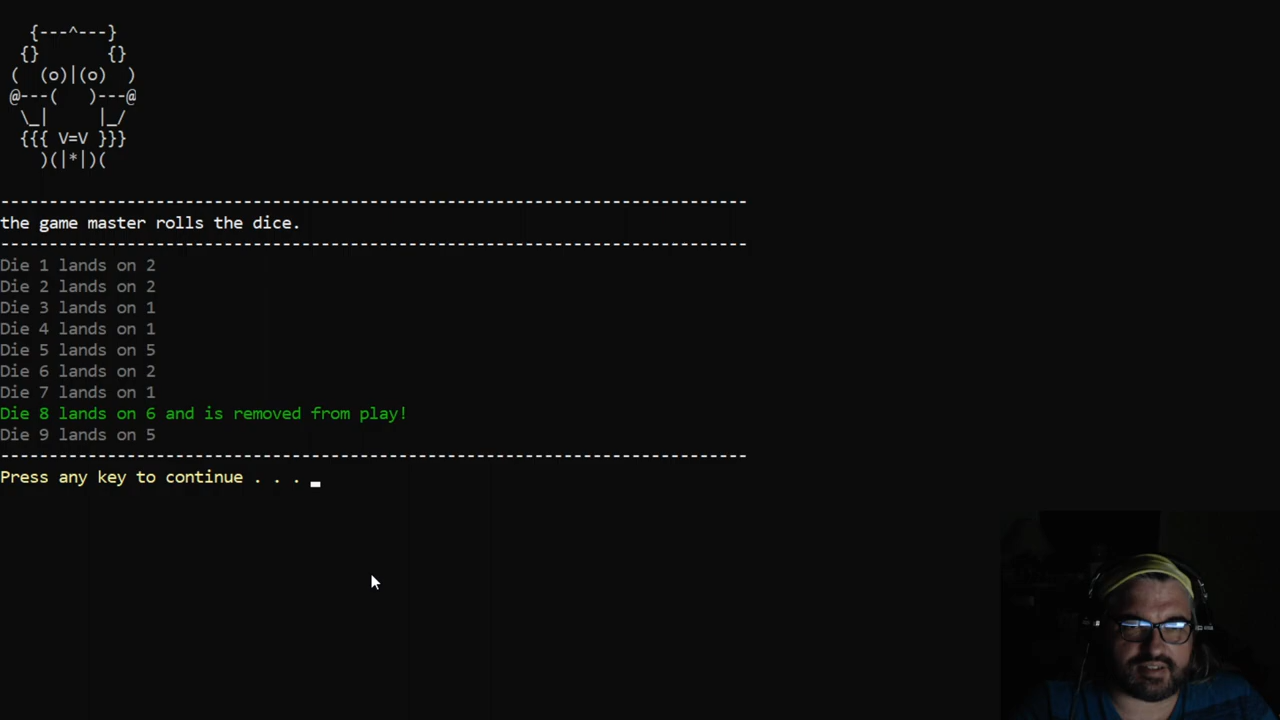 {---^---}
{} {}
( (o)|(o) )
@---( )---@
\_| |_/
{{{ V=V }}}
)(|*|)(
-----------------------------------------------------------------------------
the game master rolls the dice.
-----------------------------------------------------------------------------
Die 1 lands on 2
Die 2 lands on 2
Die 3 lands on 1
Die 4 lands on 1
Die 5 lands on 5
Die 6 lands on 2
Die 7 lands on 1
Die 8 lands on 6 and is removed from play!
Die 9 lands on 5
-----------------------------------------------------------------------------
Press any key to continue . . . _